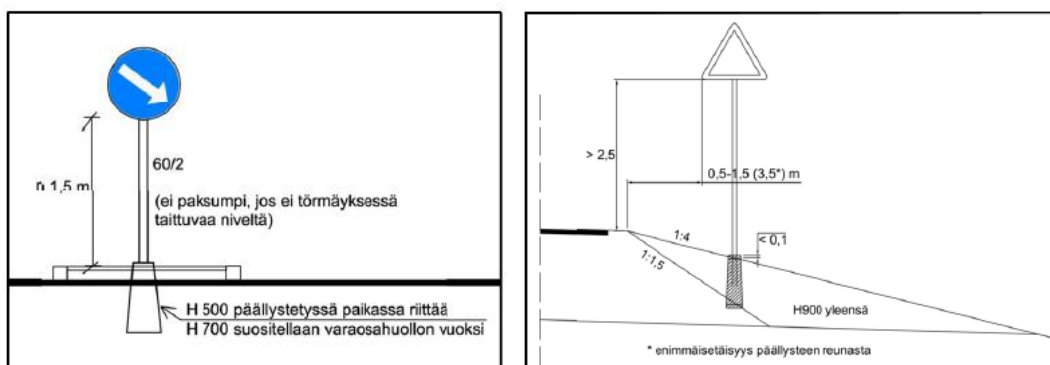 n 1,5 m
60/2
(ei paksumpi, jos ei törmäyksessä
taittuvaa niveltä)
H 500 päällystetyssä paikassa riittää
H 700 suositellaan varaosahuollon vuoksi
> 2,5
0,5-1,5 (3,5*) m
< 0,1
1:4
1:1,5
H900 yleensä
* enimmäisetäisyys päällysteen reunasta